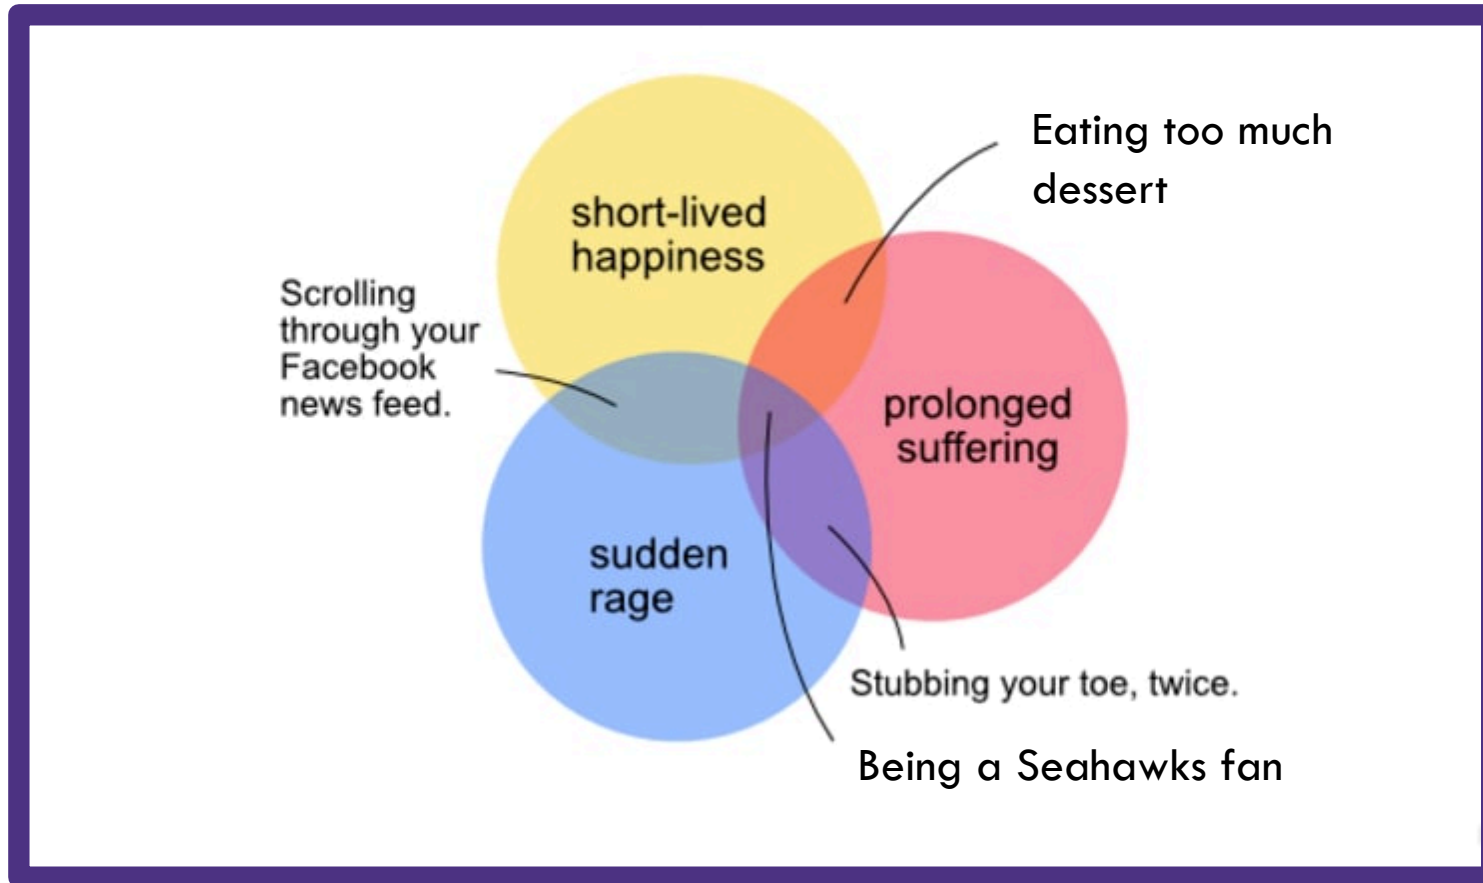 Eating too much
dessert
short-lived
happiness
Scrolling
through your
Facebook
news feed.
prolonged
suffering
sudden
rage
Stubbing your toe, twice.
Being a Seahawks fan